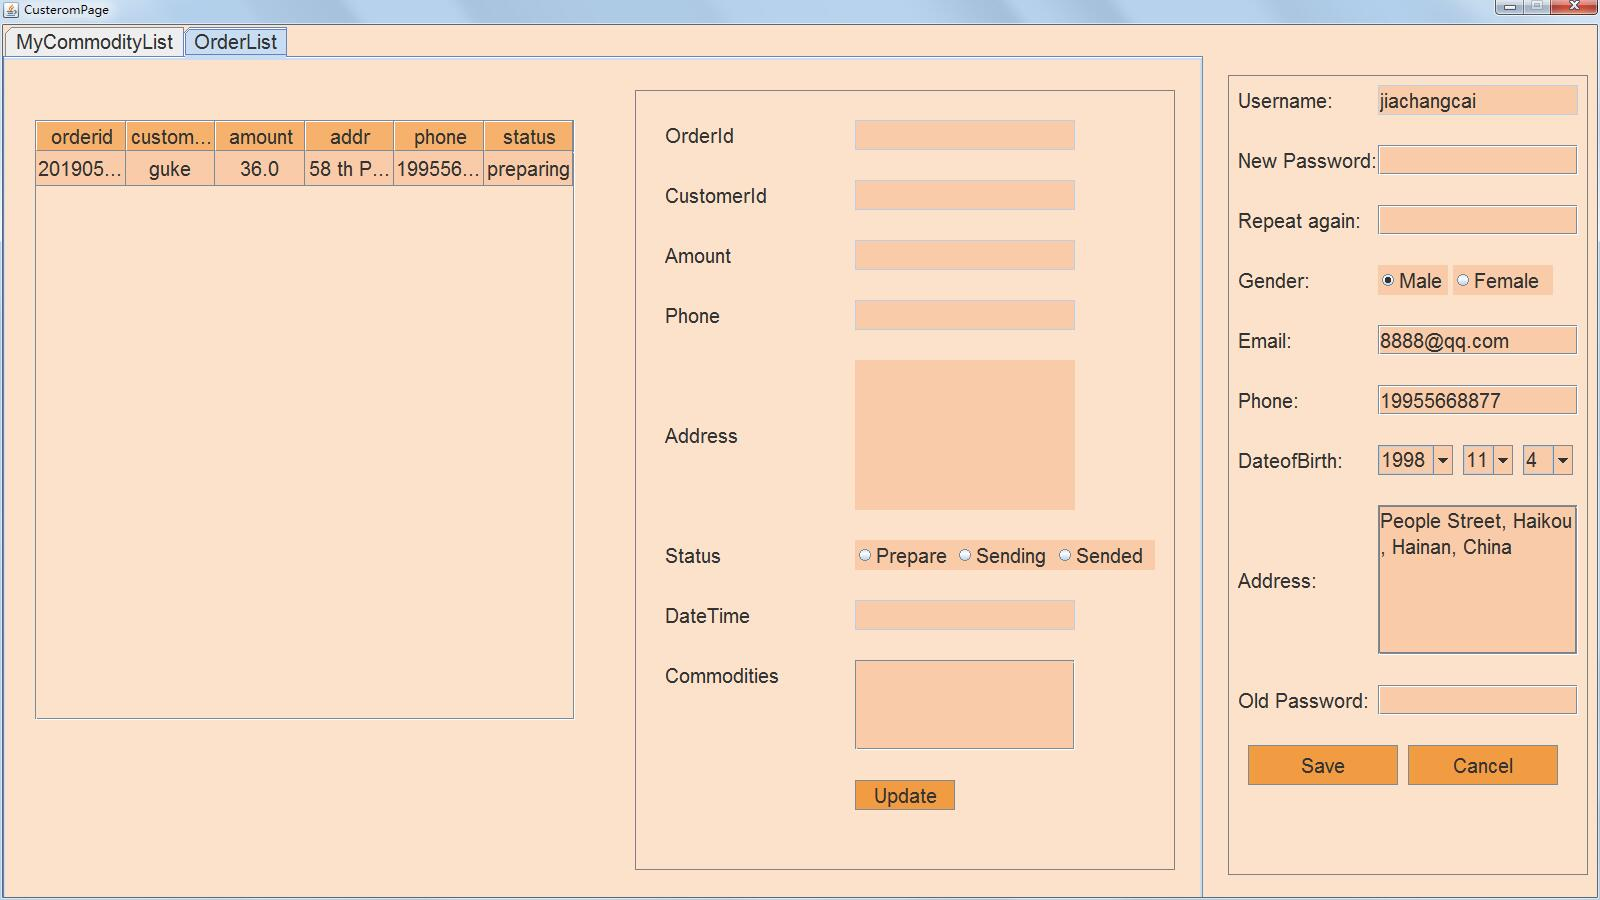 CusteromPage
MyCommodityList OrderList
orderid custom... amount addr phone status
201905... guke 36.0 58 th P... 199556... preparing
OrderId
CustomerId
Amount
Phone
Address
Status Prepare Sending Sended
DateTime
Commodities
Update
Username: jiachangcai
New Password:
Repeat again:
Gender: Male Female
Email: 8888@qq.com
Phone: 19955668877
DateofBirth: 1998 11 4
Address:
People Street, Haikou
, Hainan, China
Old Password:
Save Cancel